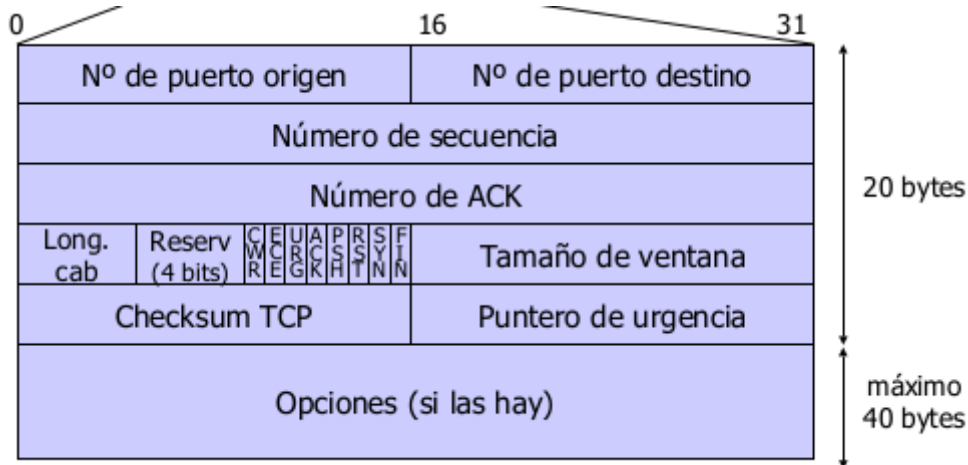 0 16 31
Nº de puerto origen Nº de puerto destino
Número de secuencia
Número de ACK
20 bytes
Long. cab Reserv (4 bits) CWR ECE URG ACK PSH RST SYN FIN Tamaño de ventana
Checksum TCP Puntero de urgencia
Opciones (si las hay)
máximo
40 bytes